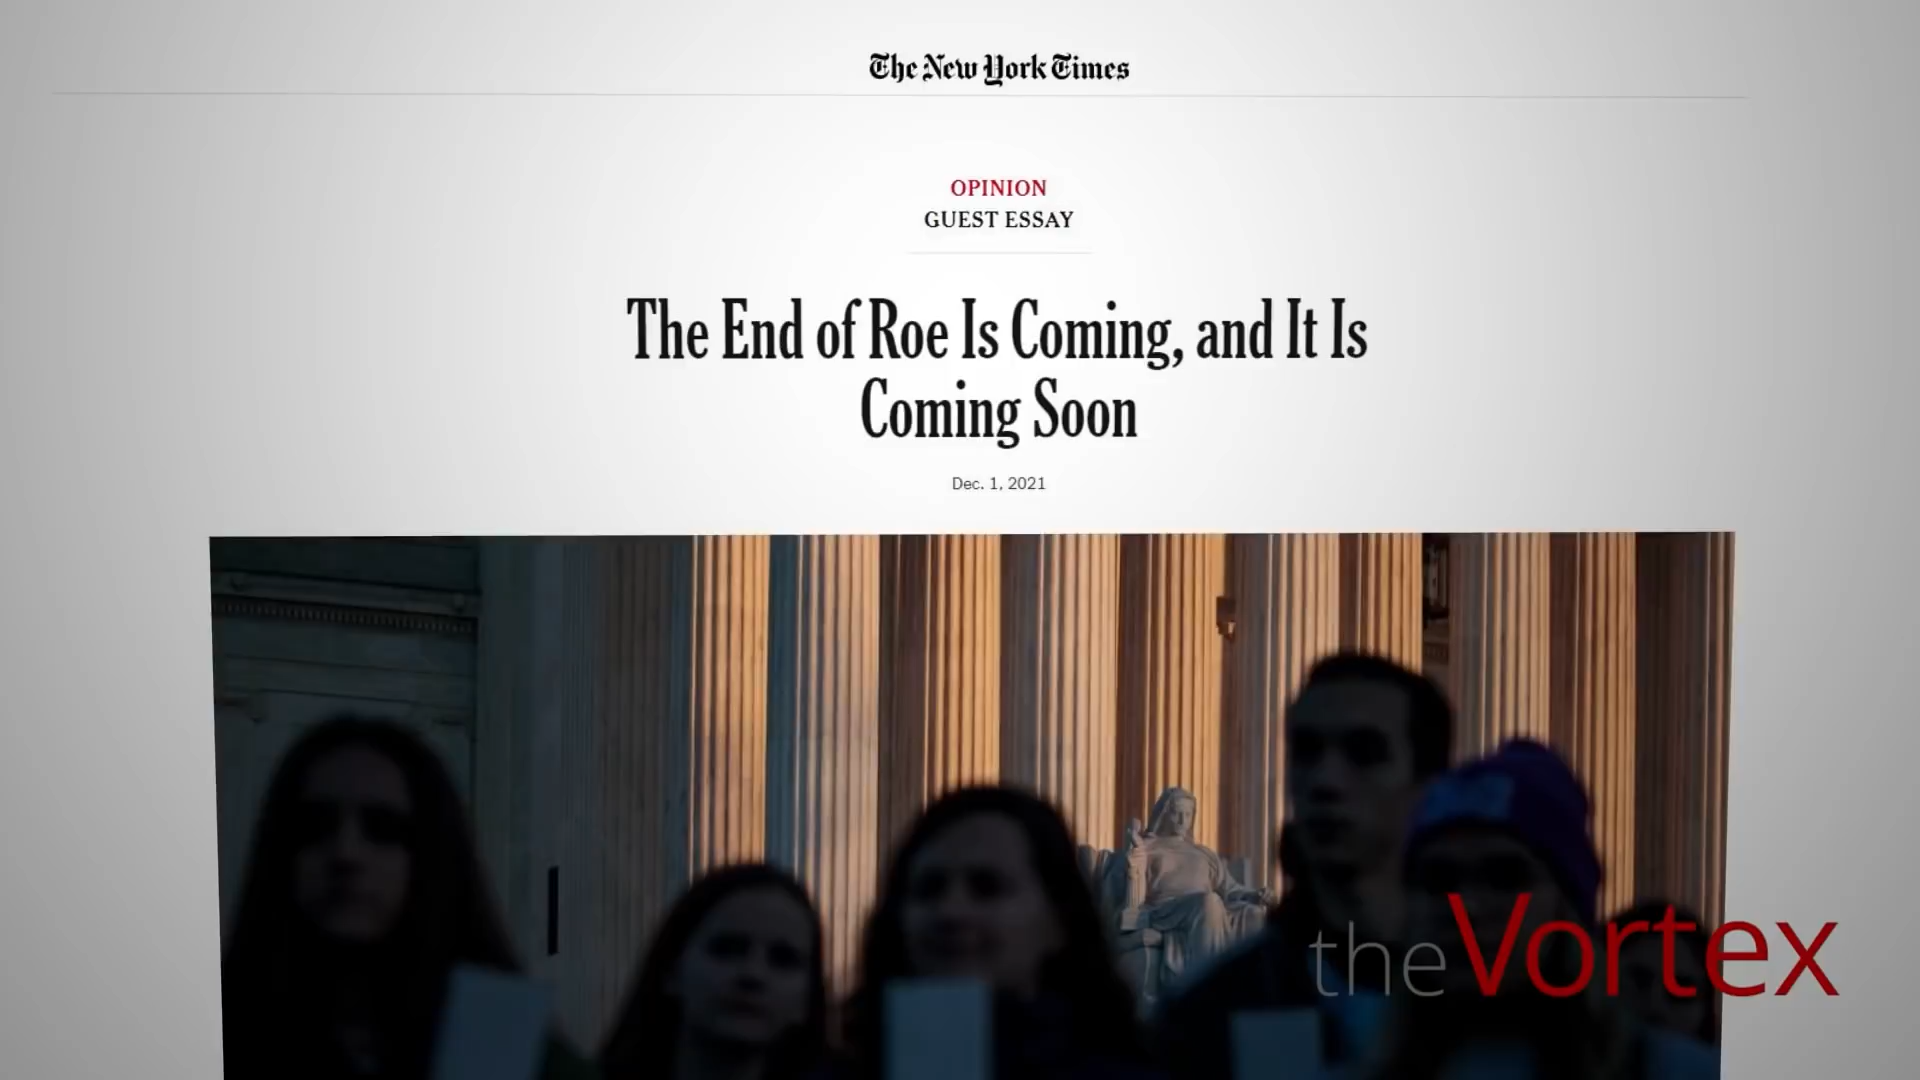 The New York Times
OPINION
GUEST ESSAY
The End of Roe Is Coming, and It Is
Coming Soon
Dec. 1, 2021
theVortex